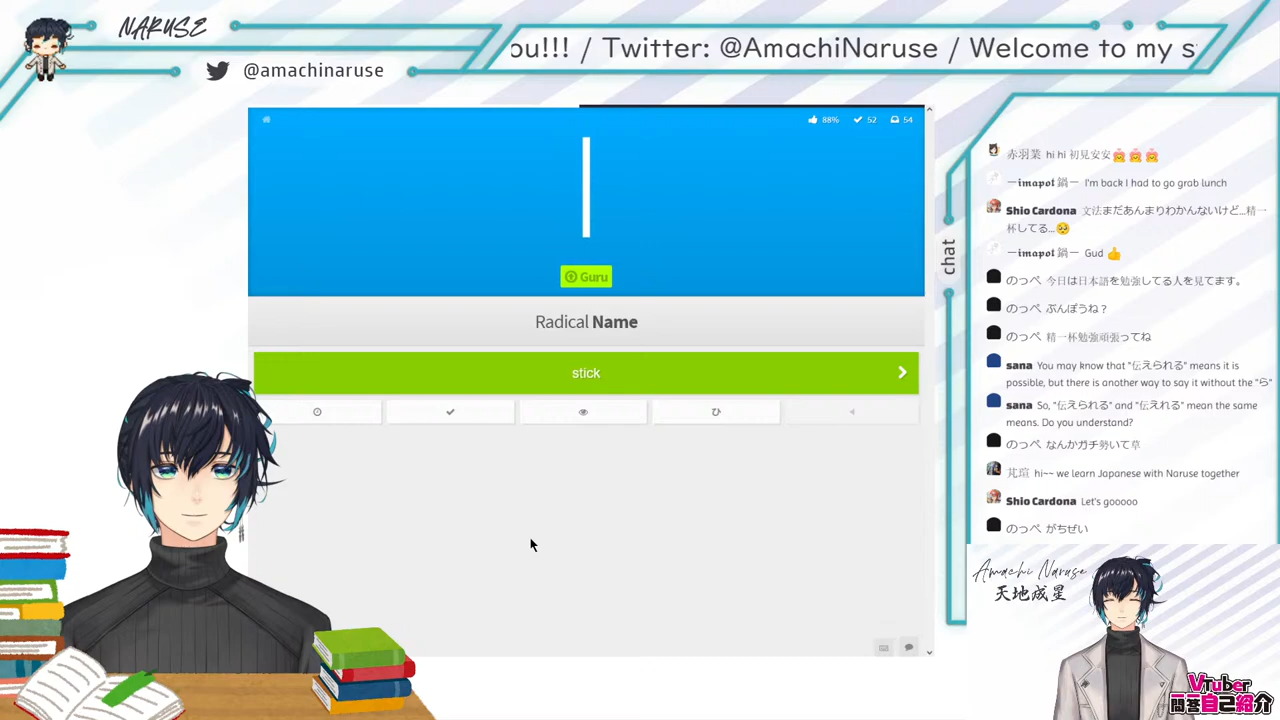 NARUSE
@amachinaruse
ou!!! / Twitter: @AmachiNaruse / Welcome to my s
88% 52 54
Guru
Radical Name
stick
ひ
chat
赤羽葉 hi hi 初見安安
一imapot 鍋一 I'm back I had to go grab lunch
Shio Cardona 文法まだあんまりわかんないけど...精一
杯してる...
一imapot 鍋一 Gud
のっぺ 今日は日本語を勉強してる人を見てます。
のっぺ ぶんぽうね？
のっぺ 精一杯勉強頑張ってね
sana You may know that "伝えられる" means it is
possible, but there is another way to say it without the "ら"
sana So, "伝えられる" and "伝えれる" mean the same
means. Do you understand?
のっぺ なんかガチ勢いて草
芃瑄 hi~~ we learn Japanese with Naruse together
Shio Cardona Let's gooooo
のっぺ がちぜい
Amachi Naruse
天地成星
VTuber
問答自己紹介